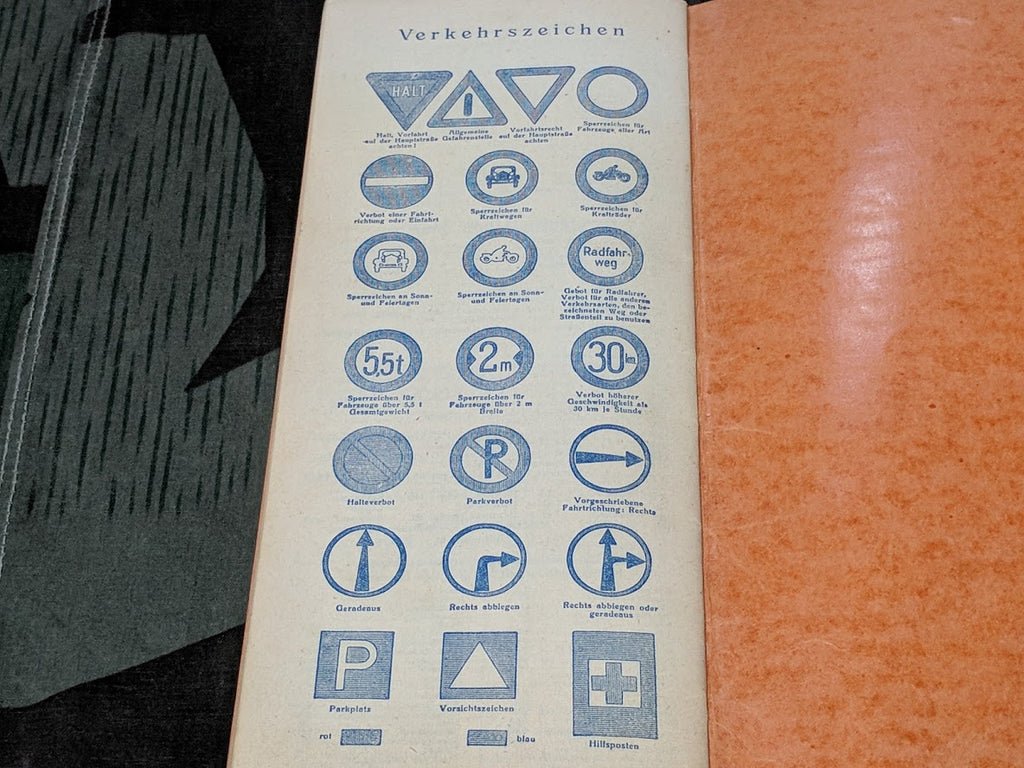 Verkehrszeichen
HALT
Halt, Vorfahrt
auf der Hauptstraße
achten!
Allgemeine
Gefahrenstelle
Vorfahrtsrecht
auf der Hauptstraße
achten
Sperrzeichen für
Fahrzeuge aller Art
Verbot einer Fahrt-
richtung oder Einfahrt
Sperrzeichen für
Kraftwagen
Sperrzeichen für
Krafträder
Sperrzeichen an Sonn-
und Feiertagen
Sperrzeichen an Sonn-
und Feiertagen
Radfahr-
weg
Gebot für Radfahrer,
Verbot für alle anderen
Verkehrsarten, den be-
zeichneten Weg oder
Straßenteil zu benutzen
5,5t
Sperrzeichen für
Fahrzeuge über 5,5 t
Gesamtgewicht
2m
Sperrzeichen für
Fahrzeuge über 2 m
Breite
30 km
Verbot höherer
Geschwindigkeit als
30 km je Stunde
Halteverbot
P
Parkverbot
Vorgeschriebene
Fahrtrichtung: Rechts
Geradeaus
Rechts abbiegen
Rechts abbiegen oder
geradeaus
P
Parkplatz
Vorsichtszeichen
Hilfsposten
rot
blau